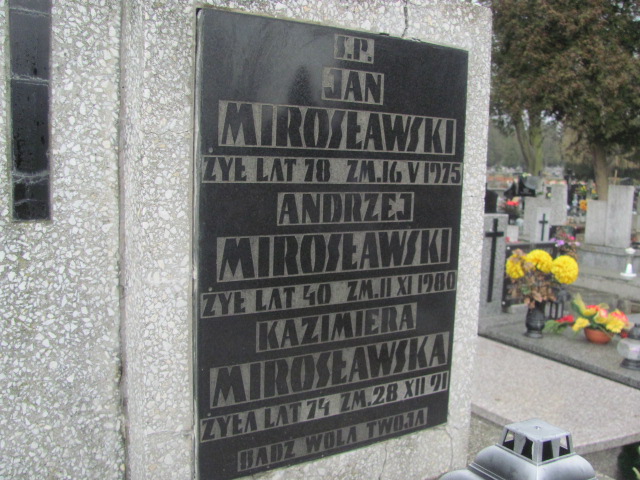 Ś.P.
JAN
MIROSŁAWSKI
ŻYŁ LAT 78 ZM.16 V 1975
ANDRZEJ
MIROSŁAWSKI
ŻYŁ LAT 40 ZM.11 XI 1980
KAZIMIERA
MIROSŁAWSKA
ŻYŁA LAT 74 ZM.28 XII 91
BĄDŹ WOLA TWOJA